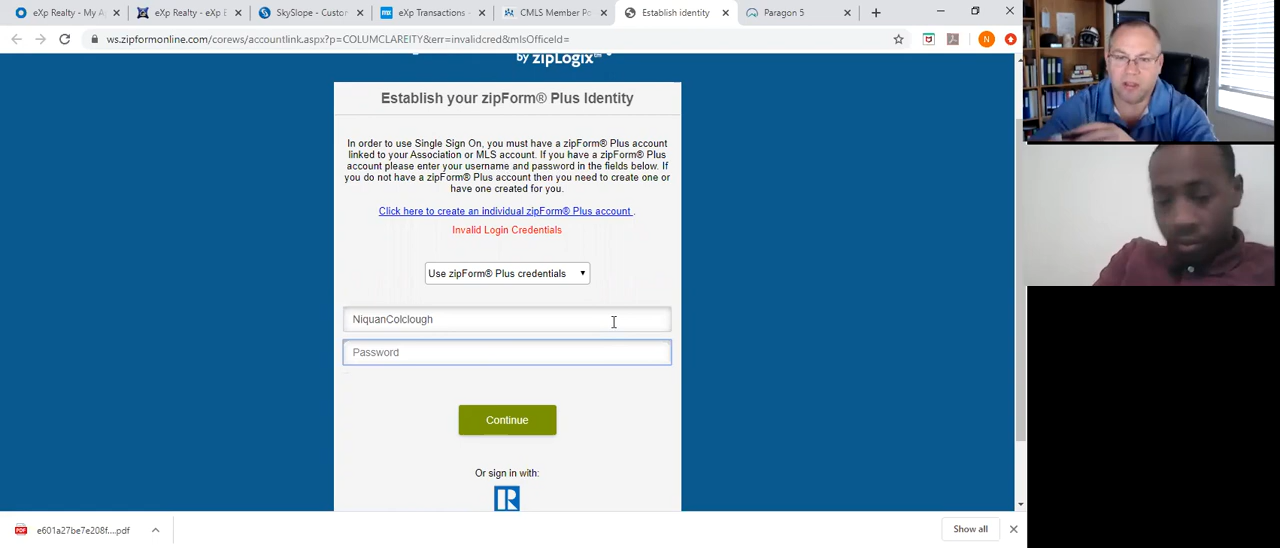 eXp Realty - My A
eXp Realty - eXp E
SkySlope - Custom
eXp Transactions -
CMLS Member Po
Establish identity
Paragon 5
ws.zipformonline.com/corews/accountlink.aspx?p=COLUMCLAREITY&err=invalidcred&mlsOfficeId=
N
by zipLogix™
Establish your zipForm® Plus Identity
In order to use Single Sign On, you must have a zipForm® Plus account
linked to your Association or MLS account. If you have a zipForm® Plus
account please enter your username and password in the fields below. If
you do not have a zipForm® Plus account then you need to create one or
have one created for you.
Click here to create an individual zipForm® Plus account .
Invalid Login Credentials
Use zipForm® Plus credentials
NiquanColclough
Password
Continue
Or sign in with:
R
e601a27be7e208f....pdf
Show all